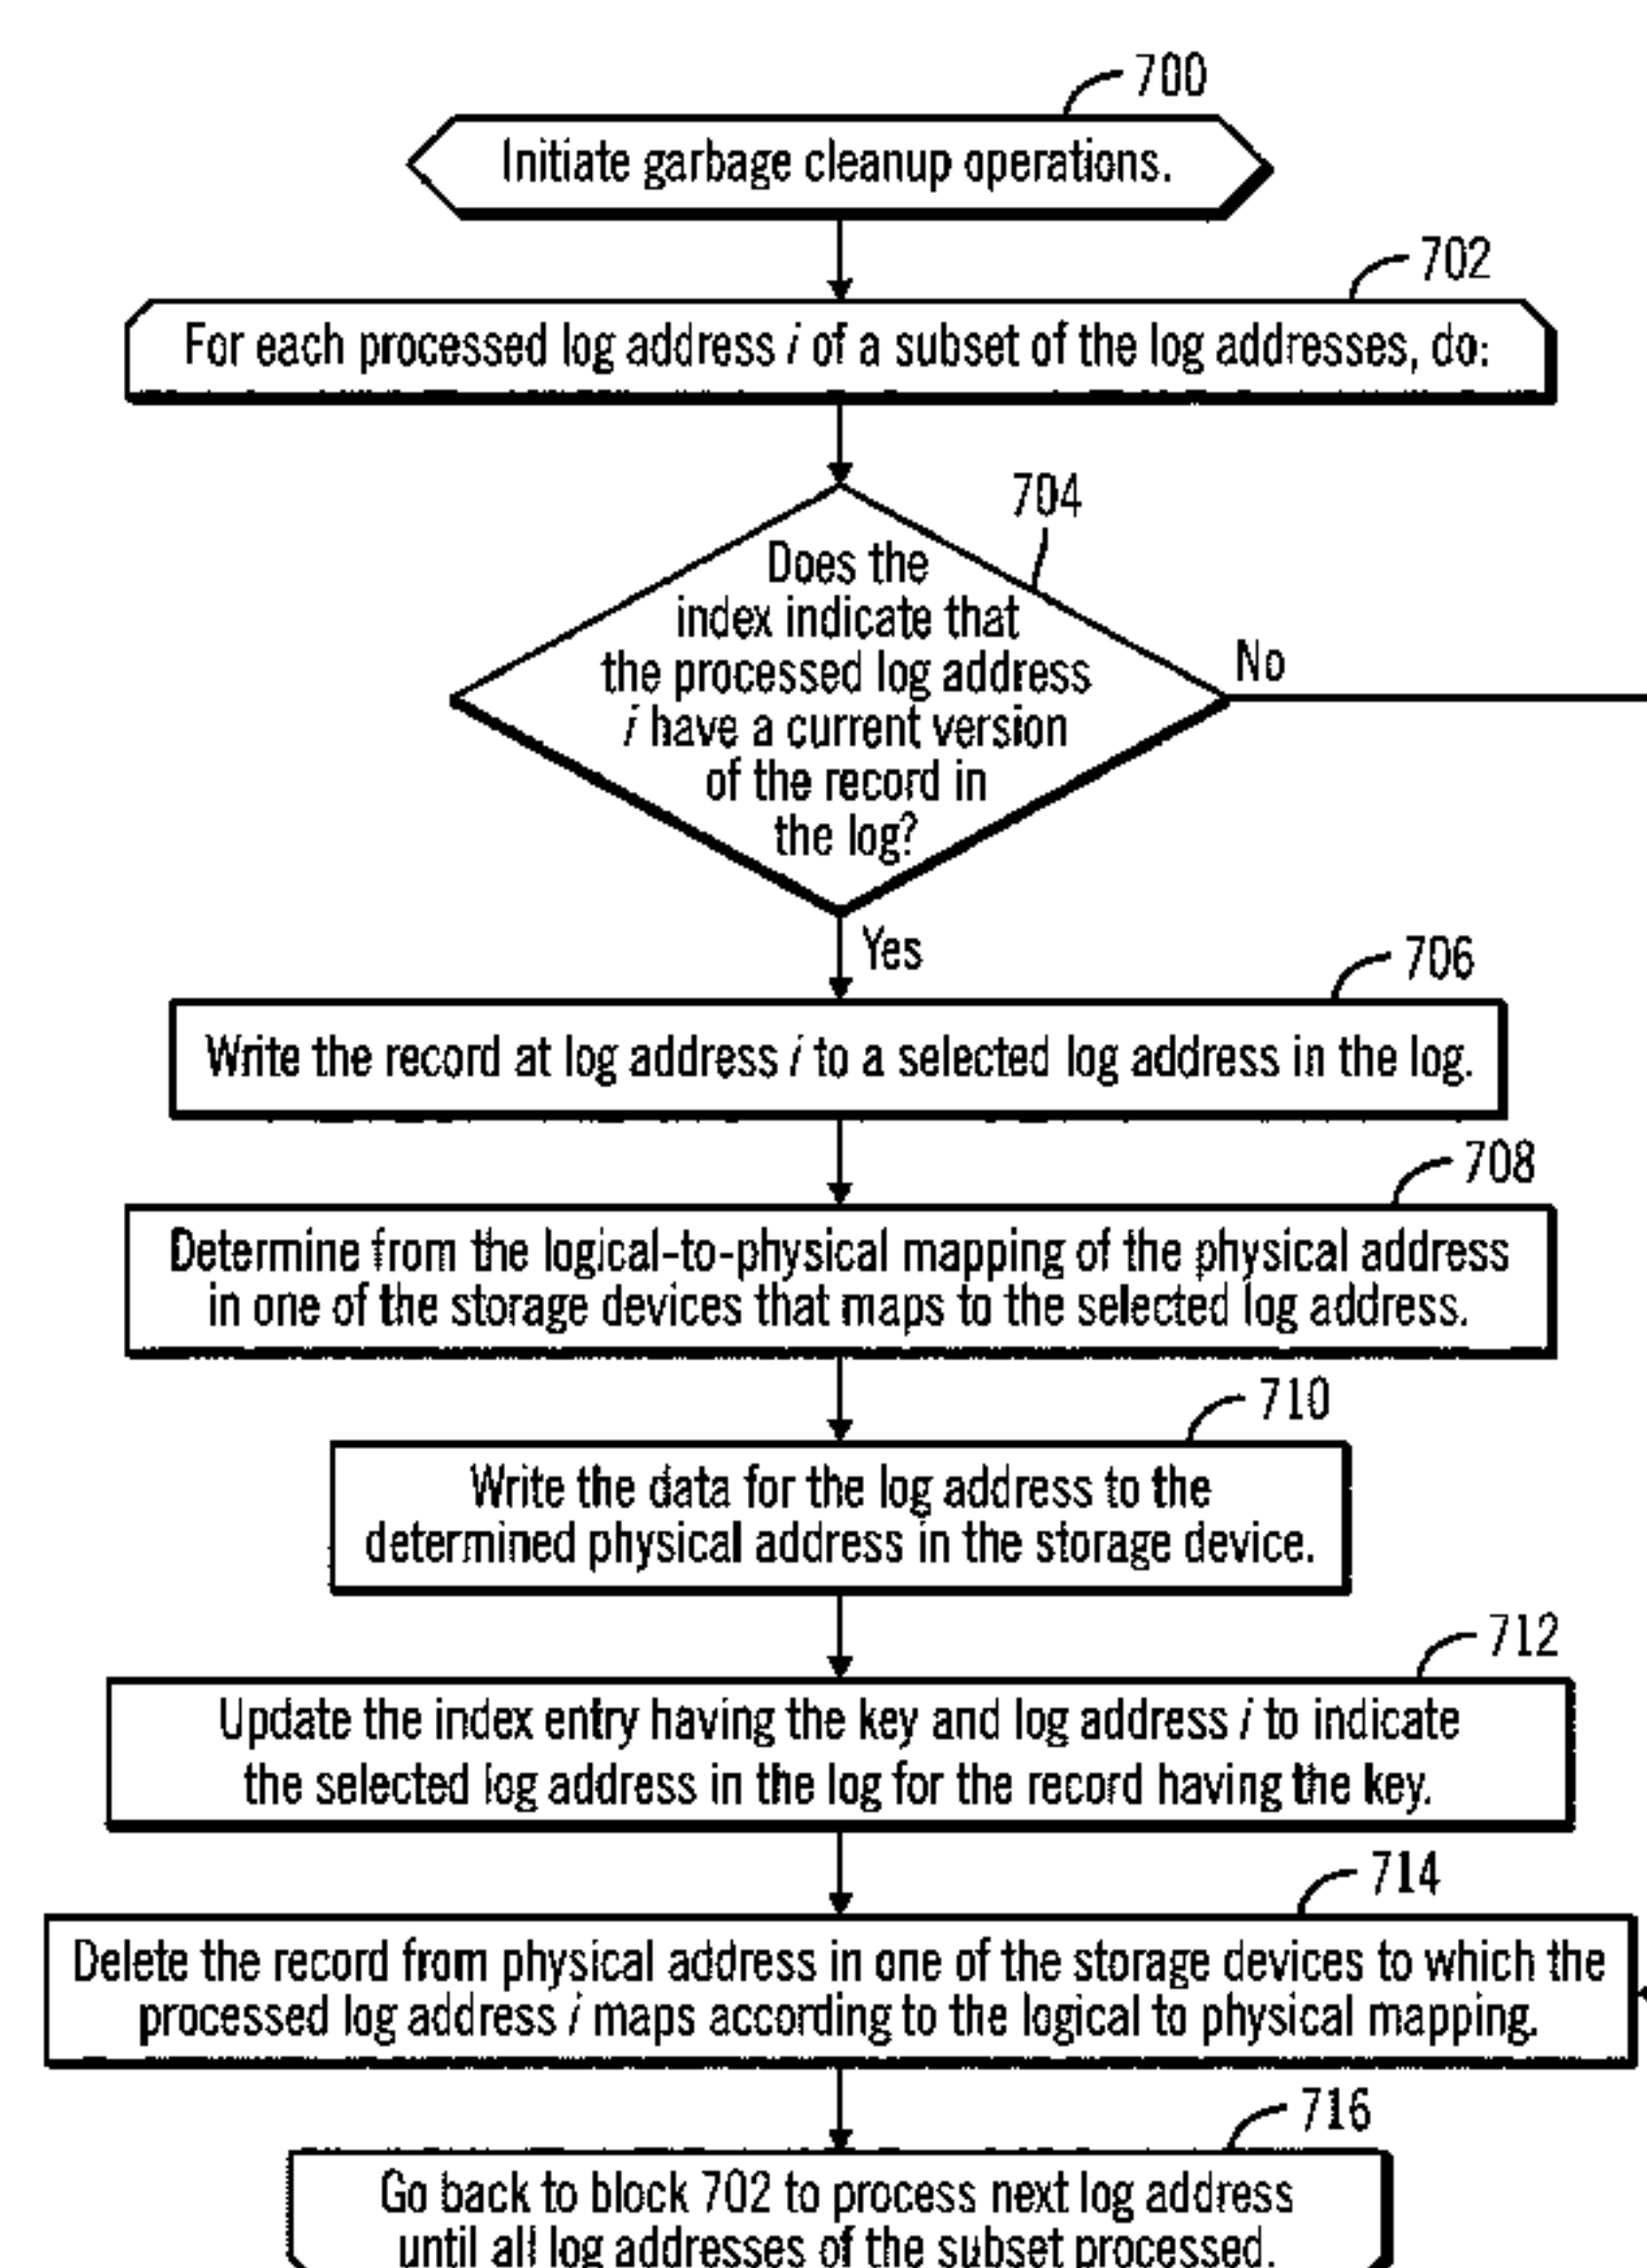 700
Initiate garbage cleanup operations.
702
For each processed log address i of a subset of the log addresses, do:
704
Does the
index indicate that
the processed log address
i have a current version
of the record in
the log?
No
Yes
706
Write the record at log address i to a selected log address in the log.
708
Determine from the logical-to-physical mapping of the physical address
in one of the storage devices that maps to the selected log address.
710
Write the data for the log address to the
determined physical address in the storage device.
712
Update the index entry having the key and log address i to indicate
the selected log address in the log for the record having the key.
714
Delete the record from physical address in one of the storage devices to which the
processed log address i maps according to the logical to physical mapping.
716
Go back to block 702 to process next log address
until all log addresses of the subset processed.